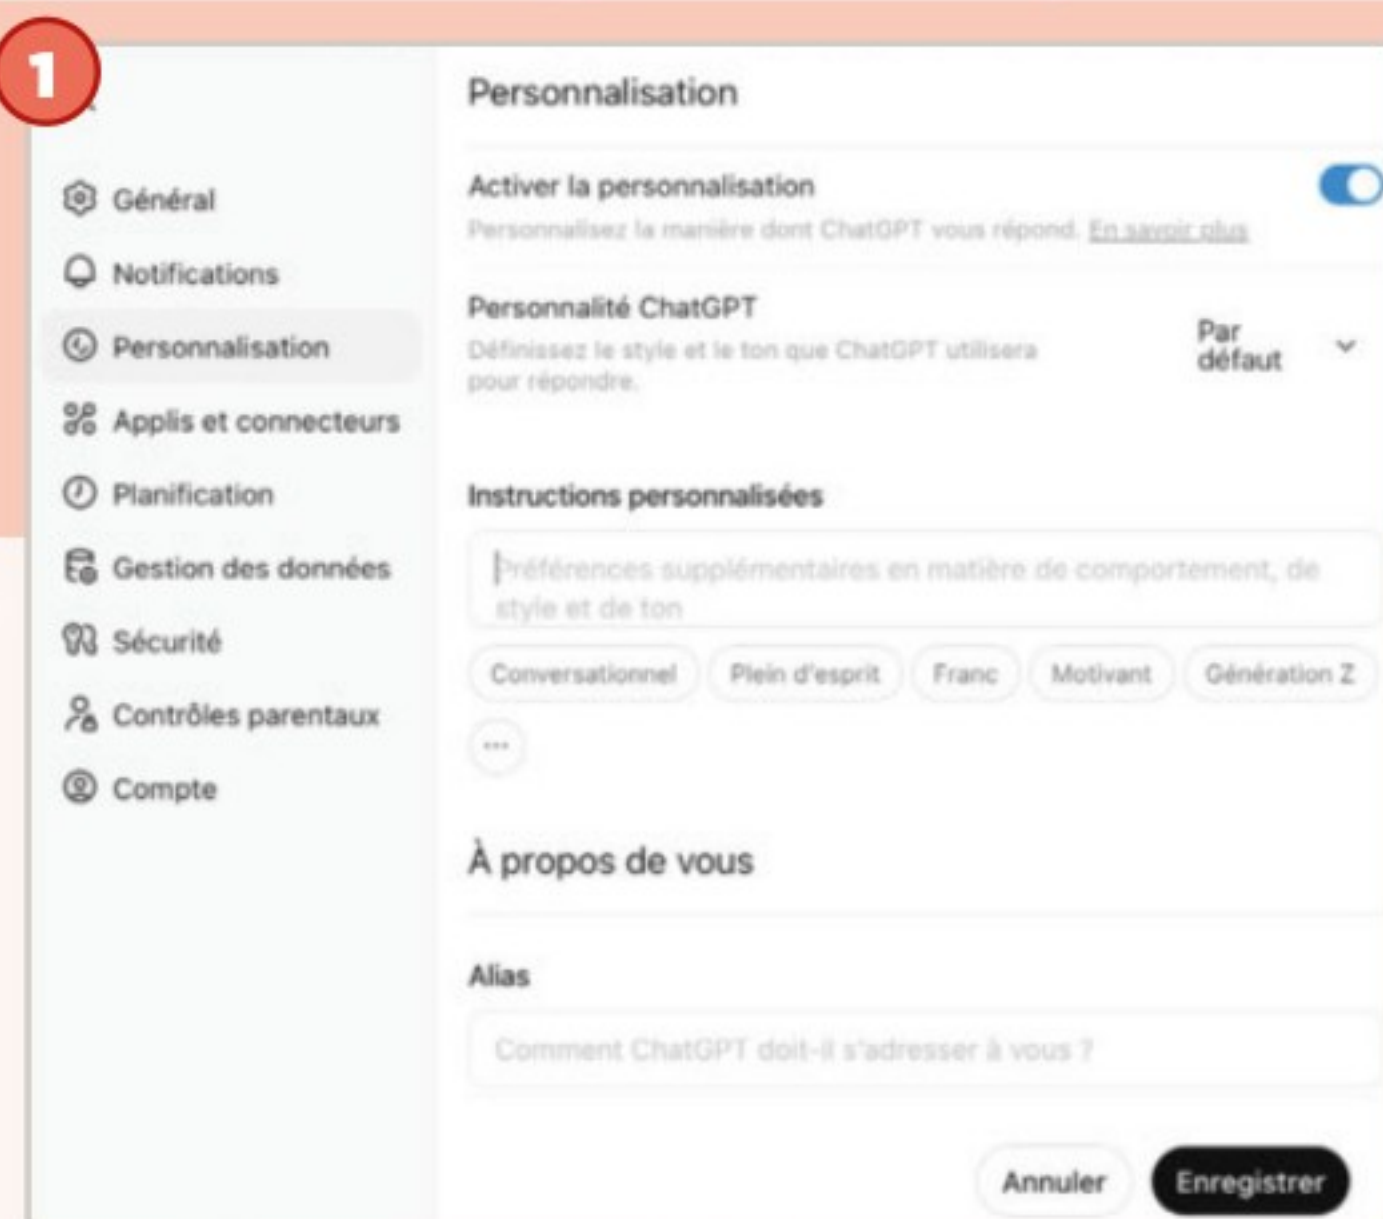 1
Personnalisation
Général
Notifications
Personnalisation
Applis et connecteurs
Planification
Gestion des données
Sécurité
Contrôles parentaux
Compte
Activer la personnalisation
Personnalisez la manière dont ChatGPT vous répond. En savoir plus
Personnalité ChatGPT
Définissez le style et le ton que ChatGPT utilisera
pour répondre.
Par
défaut
Instructions personnalisées
Préférences supplémentaires en matière de comportement, de
style et de ton
Conversationnel Plein d'esprit Franc Motivant Génération Z
...
À propos de vous
Alias
Comment ChatGPT doit-il s'adresser à vous ?
Annuler Enregistrer